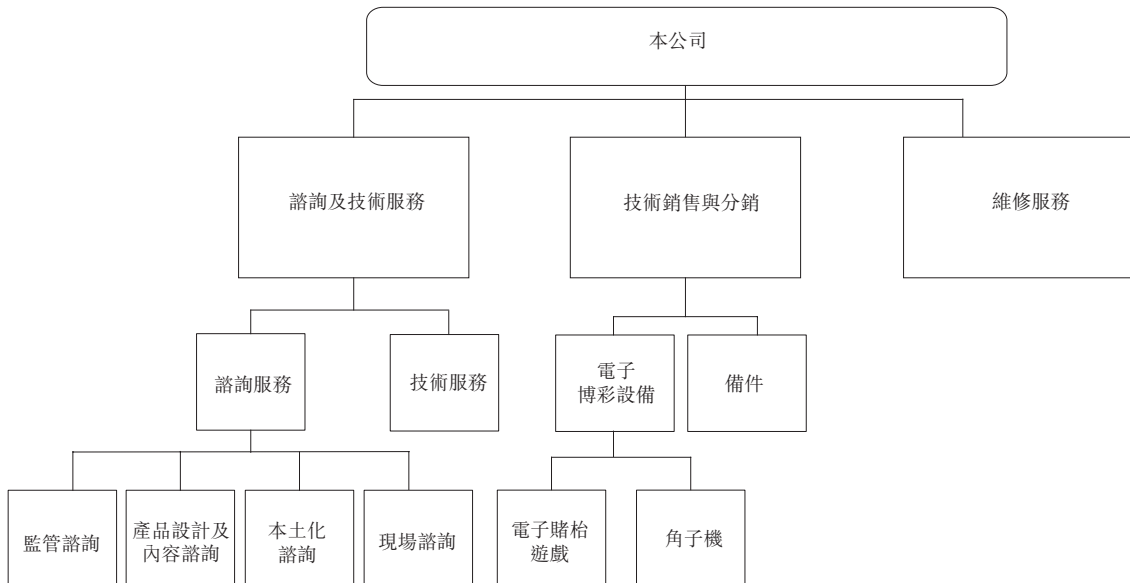 本公司
諮詢及技術服務
技術銷售與分銷
維修服務
諮詢服務
技術服務
電子
博彩設備
備件
監管諮詢
產品設計及
內容諮詢
本土化
諮詢
現場諮詢
電子賭枱
遊戲
角子機